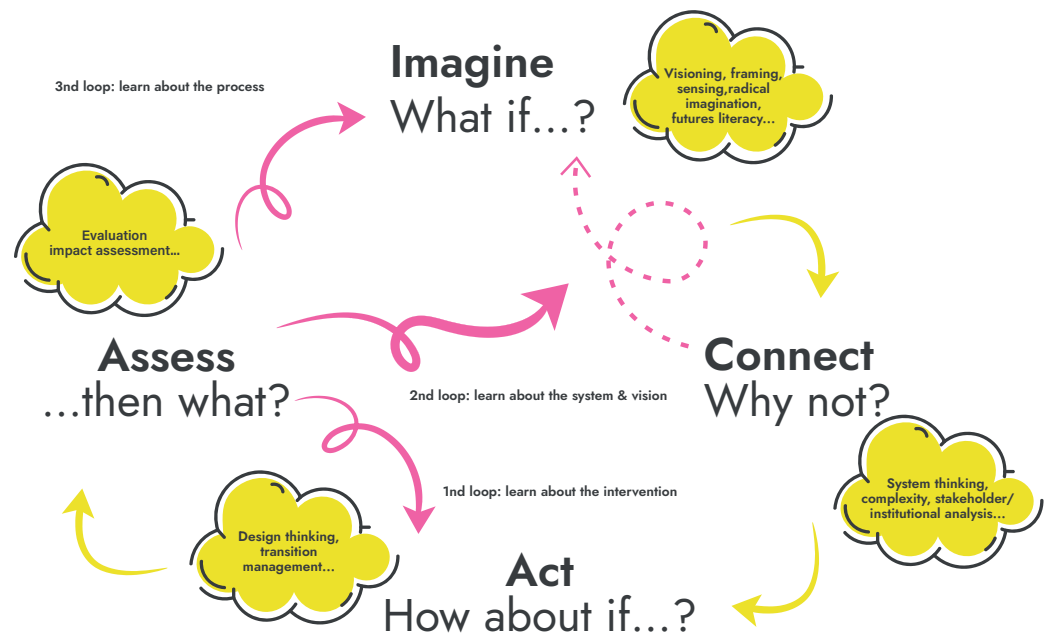 Imagine
What if...?
Visioning, framing,
sensing,radical
imagination,
futures literacy...
3rd loop: learn about the process
Evaluation
impact assessment...
Assess
...then what?
Connect
Why not?
2nd loop: learn about the system & vision
System thinking,
complexity, stakeholder/
institutional analysis...
1nd loop: learn about the intervention
Design thinking,
transition
management...
Act
How about if...?